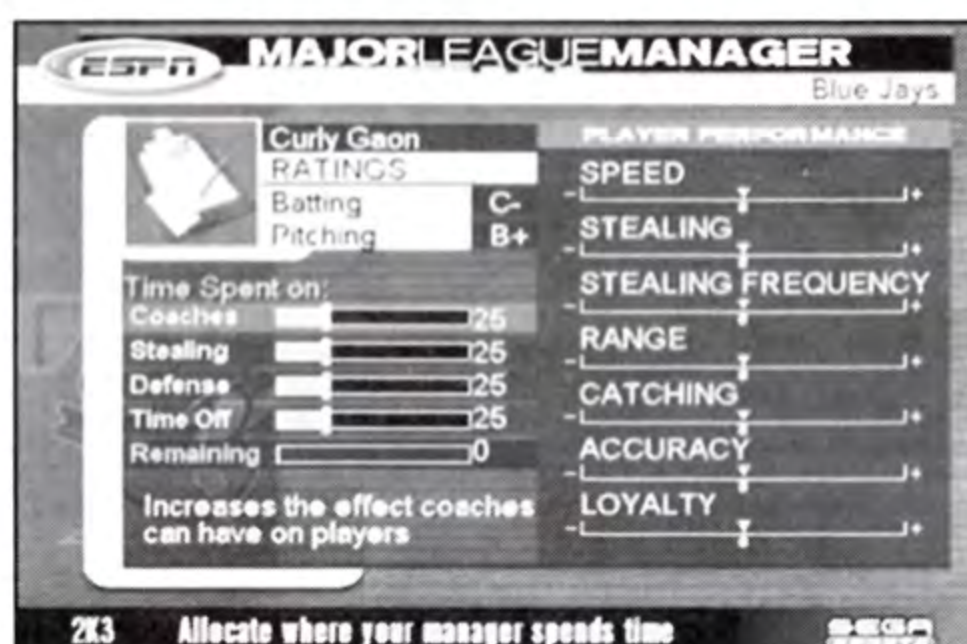 ESPN MAJORLEAGUEMANAGER
Blue Jays
Curly Gaon
RATINGS
Batting C-
Pitching B+
Time Spent on:
Coaches 25
Stealing 25
Defense 25
Time Off 25
Remaining 0
Increases the effect coaches
can have on players
PLAYER PERFORMANCE
SPEED
- +
STEALING
- +
STEALING FREQUENCY
- +
RANGE
- +
CATCHING
- +
ACCURACY
- +
LOYALTY
- +
2K3 Allocate where your manager spends time SEGA